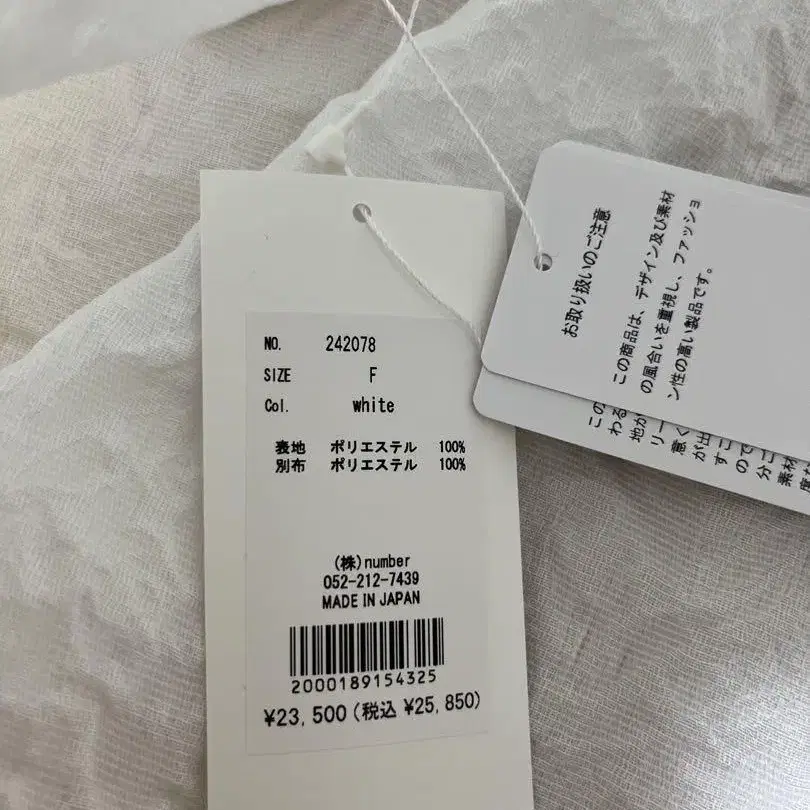 NO. 242078
SIZE F
Col. white
表地 ポリエステル 100%
別布 ポリエステル 100%
(株)number
052-212-7439
MADE IN JAPAN
2000189154325
¥23,500(税込 ¥25,850)
お取り扱いのご注意
この商品は、デザイン及び素材
の風合いを重視し、ファッショ
ン性の高い製品です。